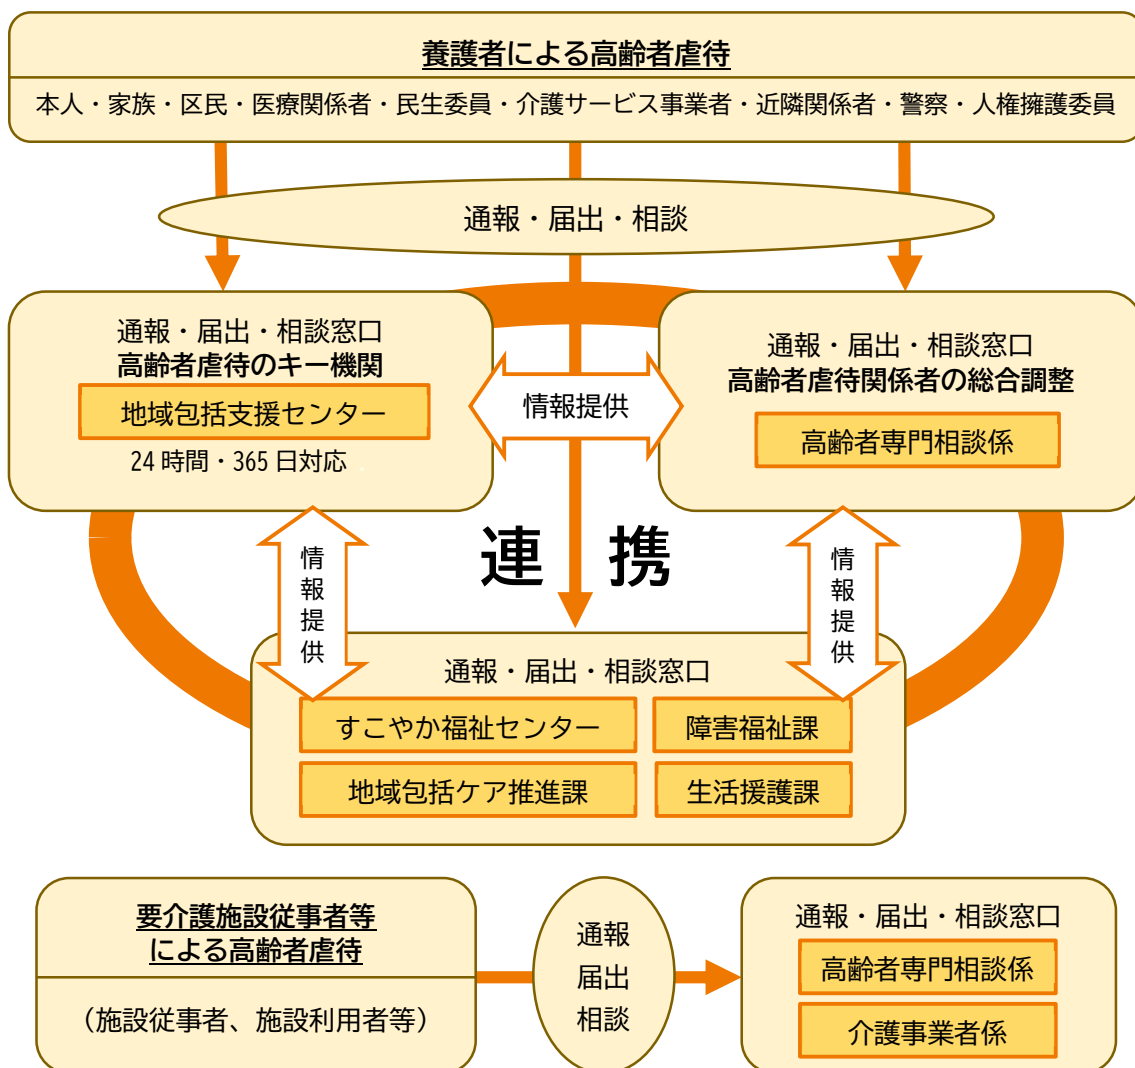 養護者による高齢者虐待
本人・家族・区民・医療関係者・民生委員・介護サービス事業者・近隣関係者・警察・人権擁護委員
通報・届出・相談
通報・届出・相談窓口
高齢者虐待のキー機関
地域包括支援センター
24時間・365日対応
情報提供
通報・届出・相談窓口
高齢者虐待関係者の総合調整
高齢者専門相談係
連携
情報提供
情報提供
通報・届出・相談窓口
すこやか福祉センター
障害福祉課
地域包括ケア推進課
生活援護課
要介護施設従事者等
による高齢者虐待
（施設従事者、施設利用者等）
通報
届出
相談
通報・届出・相談窓口
高齢者専門相談係
介護事業者係